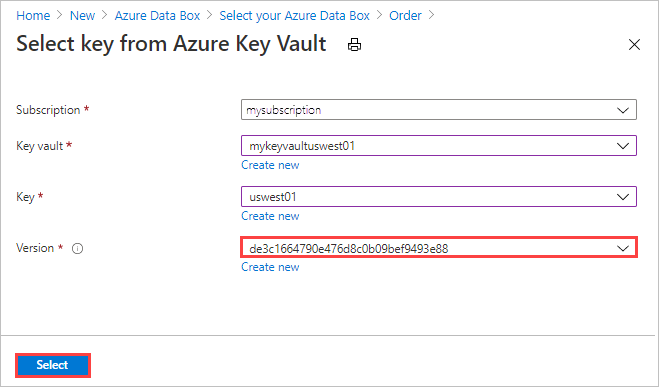 Home > New > Azure Data Box > Select your Azure Data Box > Order >
Select key from Azure Key Vault
Subscription *
mysubscription
Key vault *
mykeyvaultuswest01
Create new
Key *
uswest01
Create new
Version *
de3c1664790e476d8c0b09bef9493e88
Create new
Select